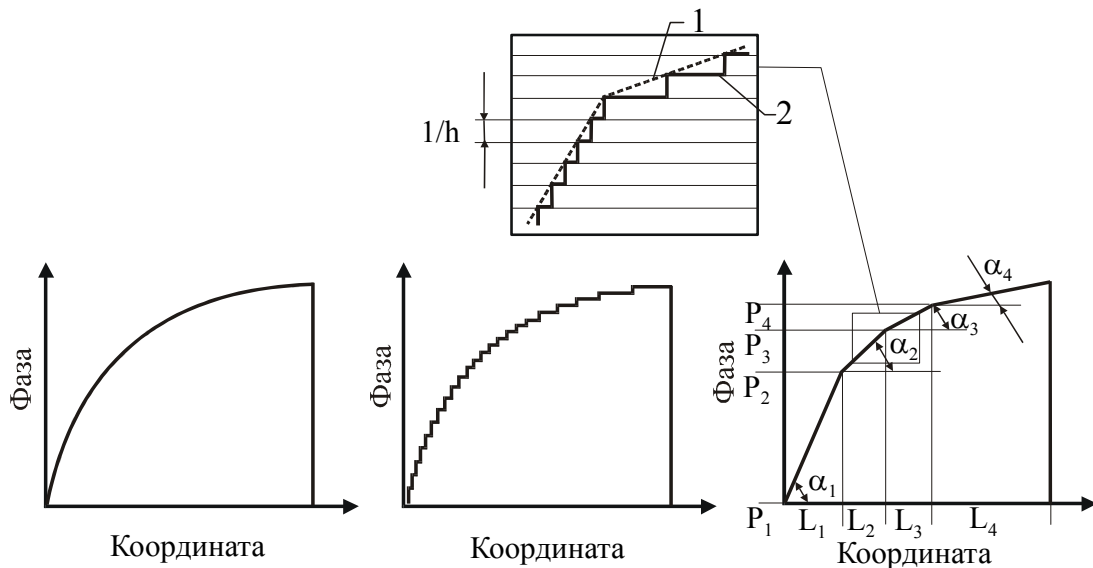 1
2
1/h
Фаза
Координата
Фаза
Координата
Фаза
P₄
P₃
P₂
P₁
α₁
α₂
α₃
α₄
L₁ L₂ L₃ L₄
Координата